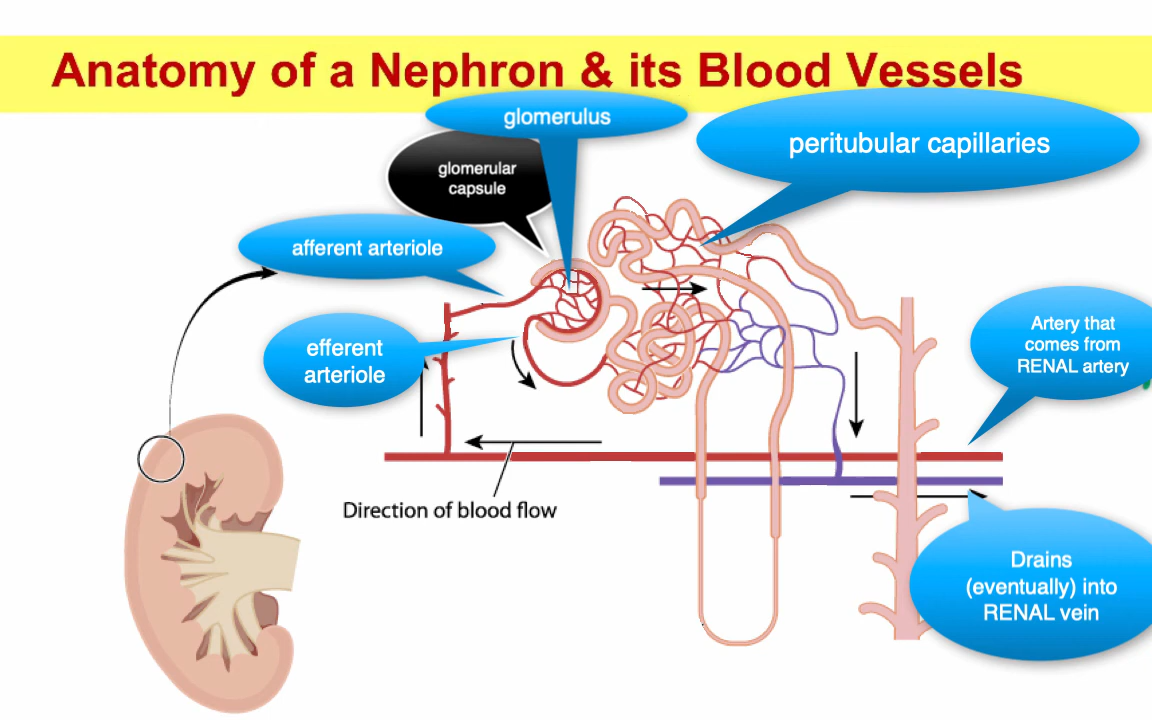 Anatomy of a Nephron & its Blood Vessels
glomerulus
peritubular capillaries
glomerular
capsule
afferent arteriole
efferent
arteriole
Artery that
comes from
RENAL artery
Direction of blood flow
Drains
(eventually) into
RENAL vein